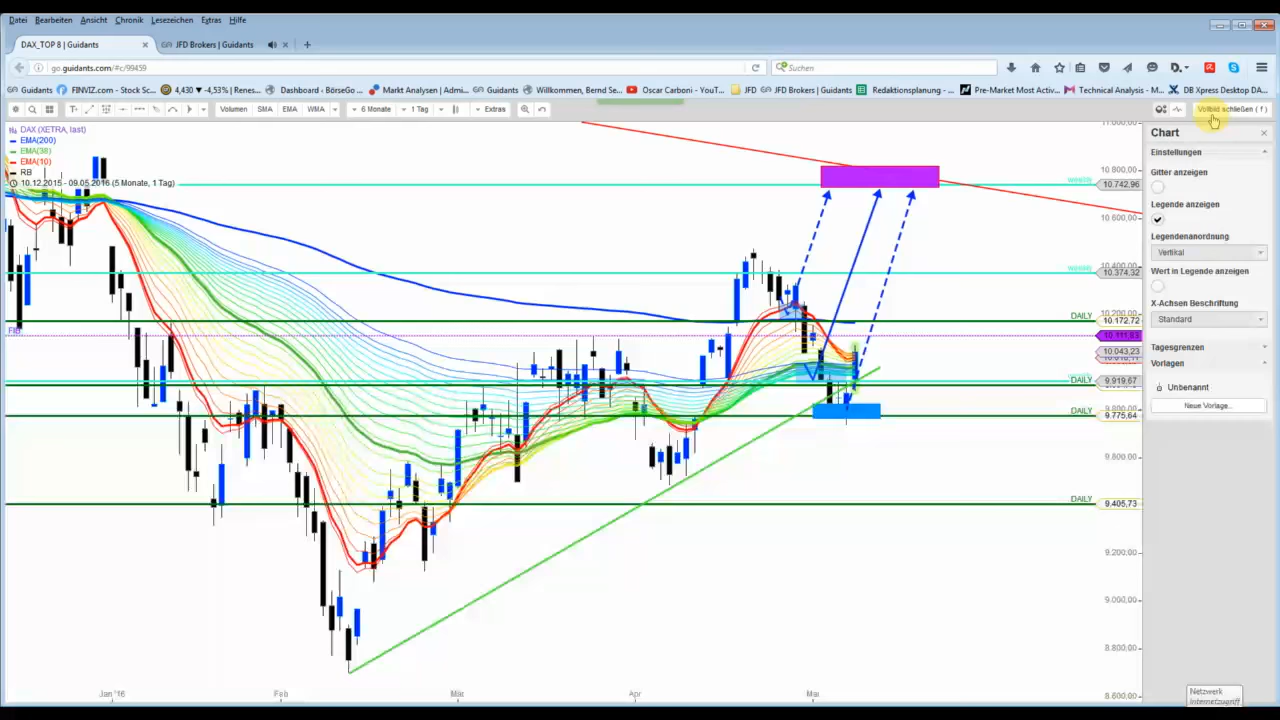 Datei Bearbeiten Ansicht Chronik Lesezeichen Extras Hilfe
DAX_TOP 8 | Guidants × JFD Brokers | Guidants × +
go.guidants.com/#c/99459 Suchen
Guidants FINVIZ.com - Stock Sc... 4,430 -4,53% | Renes... Dashboard - BörseGo ... Markt Analysen | Admi... Guidants Willkommen, Bernd Se... Oscar Carboni - YouT... JFD JFD Brokers | Guidants Redaktionsplanung - ... Pre-Market Most Activ... Technical Analysis - M... DB Xpress Desktop DA...
Volumen SMA EMA WMA 6 Monate 1 Tag Extras Vollbild schließen ( f )
DAX (XETRA, last)
EMA(200)
EMA(38)
EMA(10)
RB
10.12.2015 - 09.05.2016 (5 Monate, 1 Tag)
Chart ×
Einstellungen
Gitter anzeigen
Legende anzeigen
Legendenanordnung
Vertikal
Wert in Legende anzeigen
X-Achsen Beschriftung
Standard
Tagesgrenzen
Vorlagen
Unbenannt
Neue Vorlage...
10.800,00
10.742,96
10.600,00
10.400,00
10.374,32
10.200,00
DAILY 10.172,72
10.111,83
10.043,23
DAILY 9.919,67
DAILY 9.775,64
9.600,00
DAILY 9.405,73
9.200,00
9.000,00
8.800,00
8.600,00
Jan '16 Feb Mär Apr Mai
Netzwerk
Internetzugriff